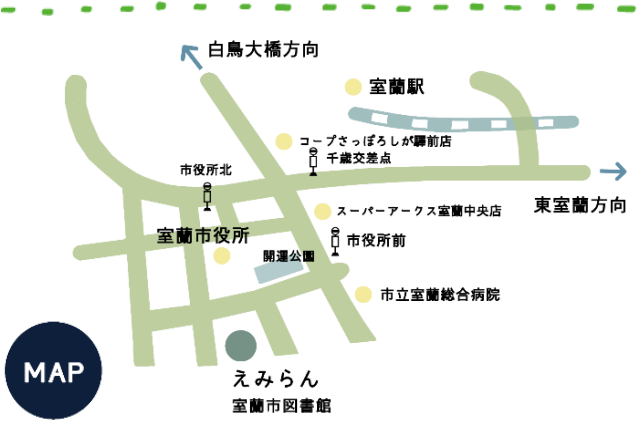 白鳥大橋方向
室蘭駅
コープさっぽろしが驛前店
千歳交差点
市役所北
東室蘭方向
スーパーアークス室蘭中央店
室蘭市役所
市役所前
開運公園
市立室蘭総合病院
MAP
えみらん
室蘭市図書館